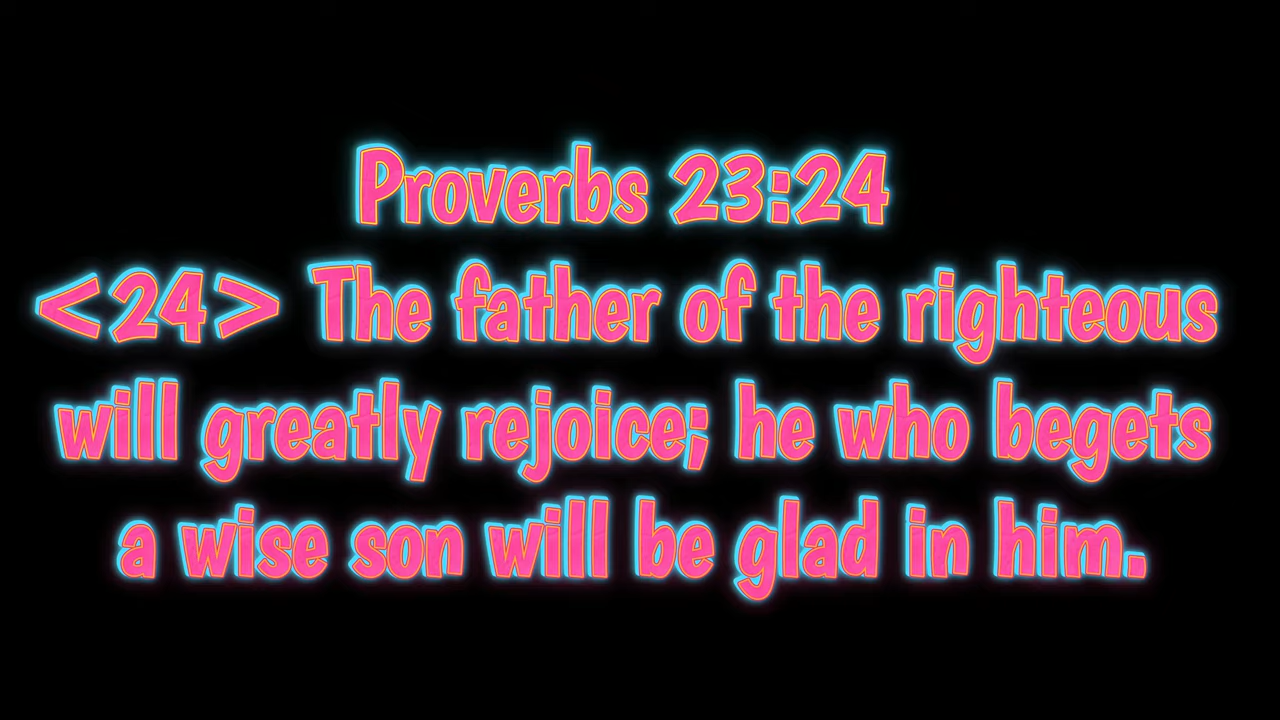 Proverbs 23:24
<24> The father of the righteous
will greatly rejoice; he who begets
a wise son will be glad in him.